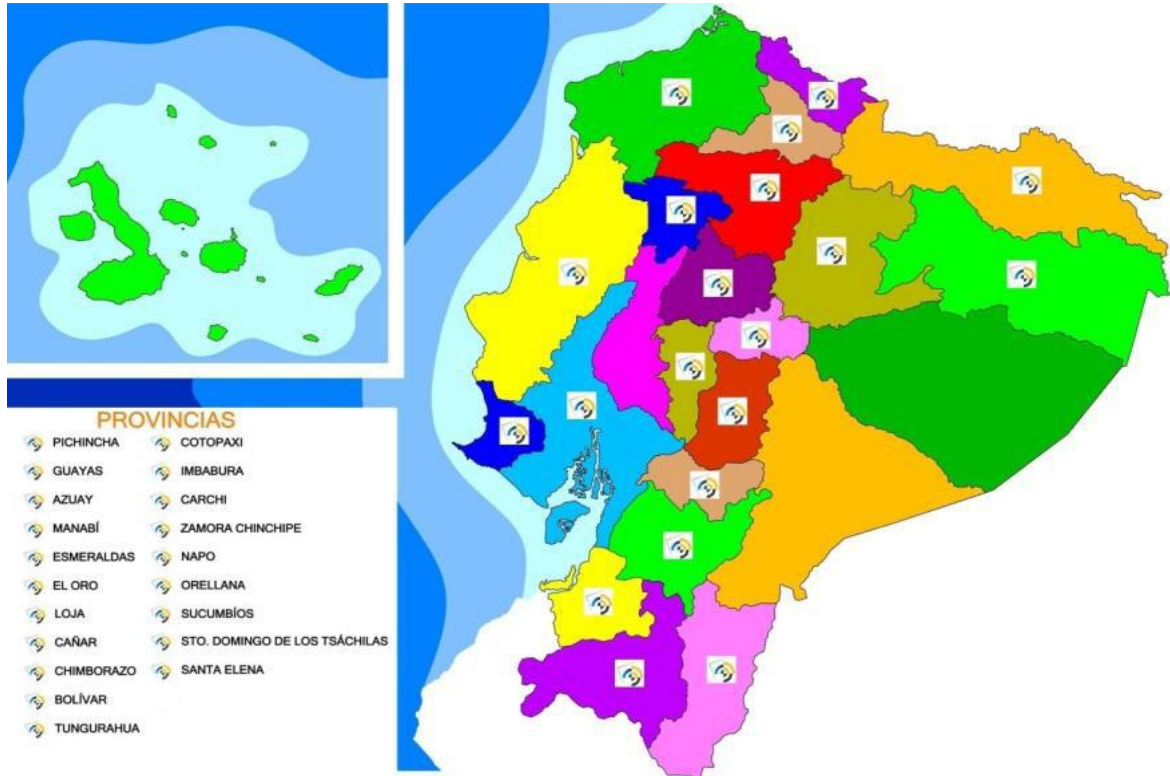 PROVINCIAS
PICHINCHA
GUAYAS
AZUAY
MANABÍ
ESMERALDAS
EL ORO
LOJA
CAÑAR
CHIMBORAZO
BOLÍVAR
TUNGURAHUA
COTOPAXI
IMBABURA
CARCHI
ZAMORA CHINCHIPE
NAPO
ORELLANA
SUCUMBÍOS
STO. DOMINGO DE LOS TSÁCHILAS
SANTA ELENA